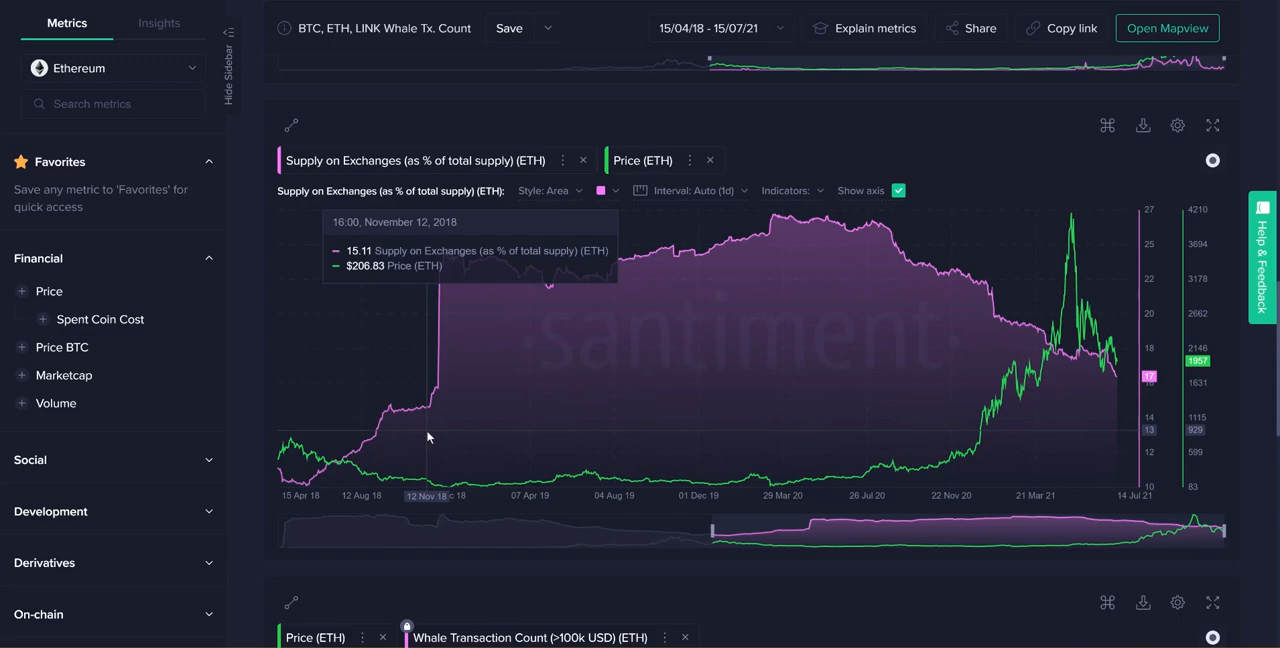 Metrics
Insights
BTC, ETH, LINK Whale Tx. Count
Save
15/04/18 - 15/07/21
Explain metrics
Share
Copy link
Open Mapview
Hide Sidebar
Ethereum
Search metrics
Favorites
Save any metric to 'Favorites' for
quick access
Financial
Price
Spent Coin Cost
Price BTC
Marketcap
Volume
Social
Development
Derivatives
On-chain
Supply on Exchanges (as % of total supply) (ETH)
Price (ETH)
Supply on Exchanges (as % of total supply) (ETH):
Style: Area
Interval: Auto (1d)
Indicators:
Show axis
16:00, November 12, 2018
15.11 Supply on Exchanges (as % of total supply) (ETH)
$206.83 Price (ETH)
santiment
27 4210
25 3694
22 3178
20 2662
18 2146
1957
17
16 1631
14 1115
13 929
12 599
10 83
15 Apr 18
12 Aug 18
12 Nov 18
c 18
07 Apr 19
04 Aug 19
01 Dec 19
29 Mar 20
26 Jul 20
22 Nov 20
21 Mar 21
14 Jul 21
Help & Feedback
Price (ETH)
Whale Transaction Count (>100k USD) (ETH)